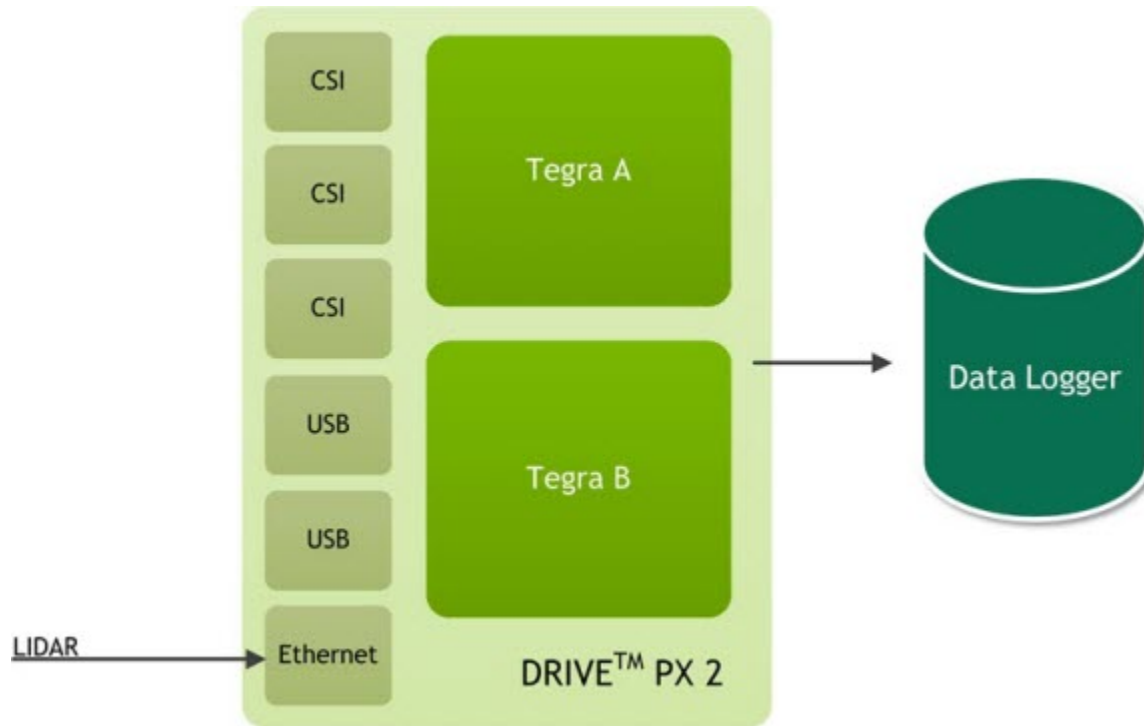 CSI
CSI
CSI
USB
USB
Ethernet
LIDAR
Tegra A
Tegra B
DRIVE™ PX 2
Data Logger